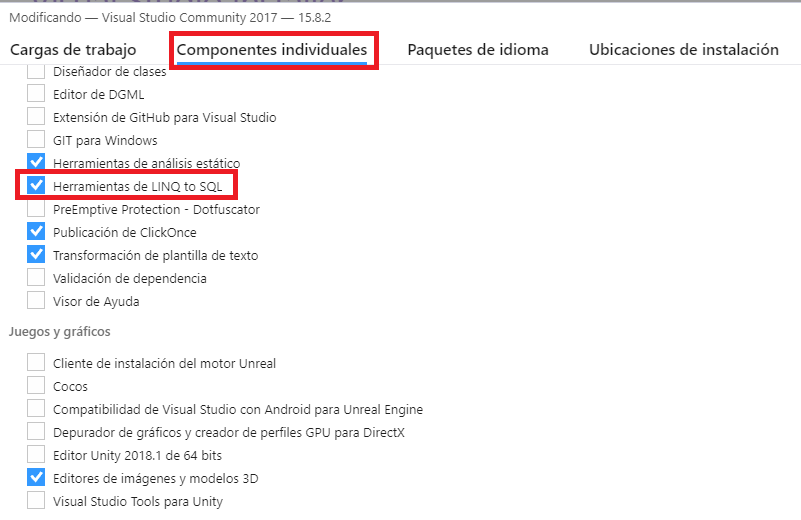 Modificando — Visual Studio Community 2017 — 15.8.2
Cargas de trabajo Componentes individuales Paquetes de idioma Ubicaciones de instalación
Diseñador de clases
Editor de DGML
Extensión de GitHub para Visual Studio
GIT para Windows
Herramientas de análisis estático
Herramientas de LINQ to SQL
PreEmptive Protection - Dotfuscator
Publicación de ClickOnce
Transformación de plantilla de texto
Validación de dependencia
Visor de Ayuda
Juegos y gráficos
Cliente de instalación del motor Unreal
Cocos
Compatibilidad de Visual Studio con Android para Unreal Engine
Depurador de gráficos y creador de perfiles GPU para DirectX
Editor Unity 2018.1 de 64 bits
Editores de imágenes y modelos 3D
Visual Studio Tools para Unity